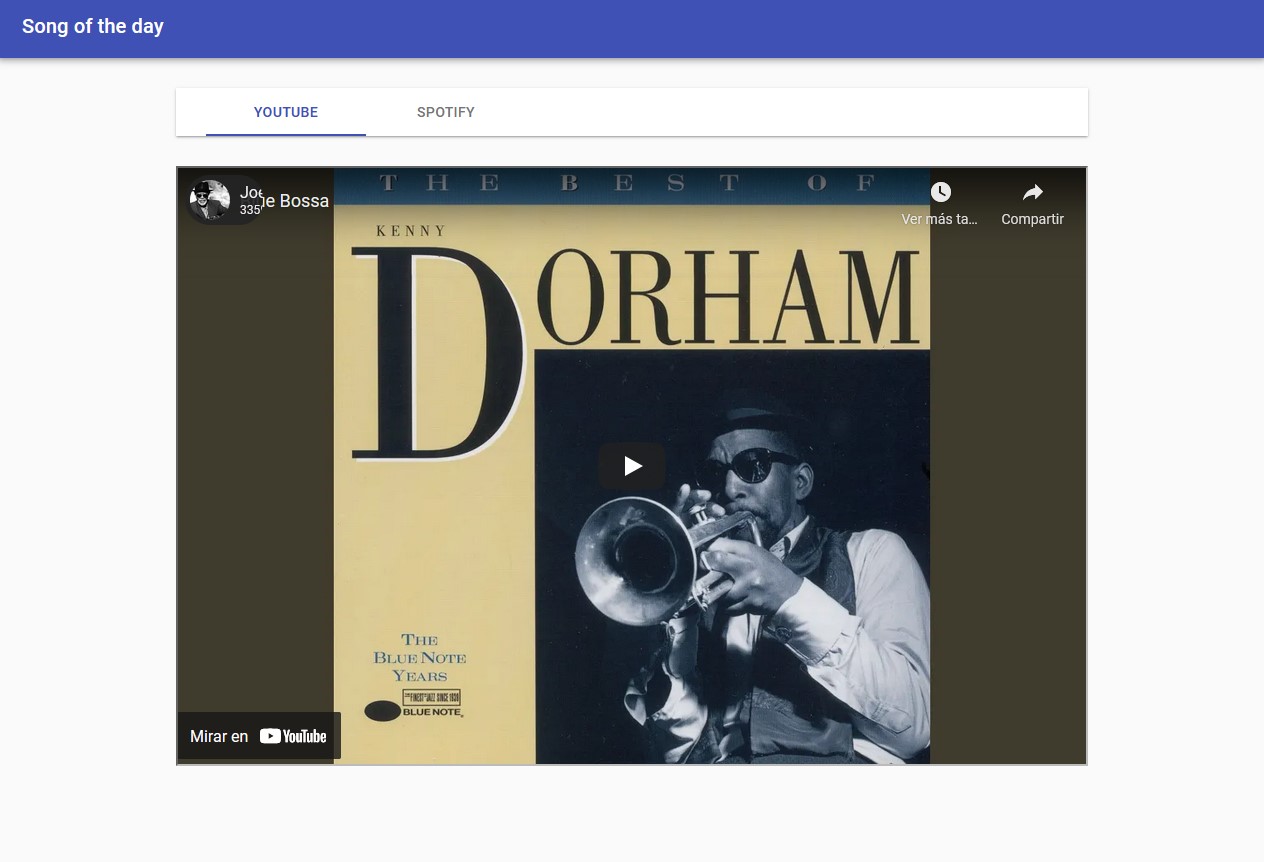 Song of the day
YOUTUBE
SPOTIFY
Joe
335
Bossa
THE BEST OF
Ver más ta...
Compartir
KENNY
DORHAM
THE
BLUE NOTE
YEARS
THE FINEST IN JAZZ SINCE 1939
BLUE NOTE
Mirar en YouTube